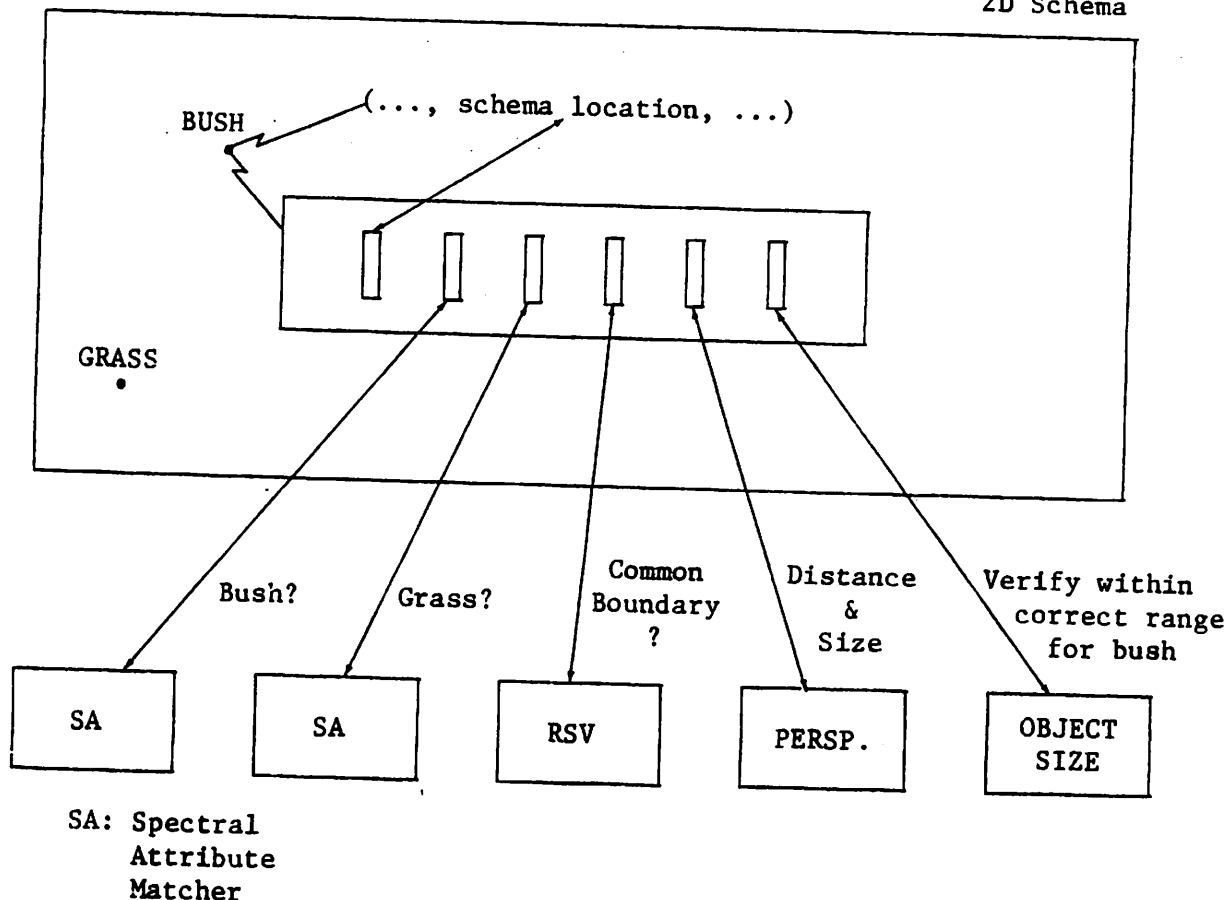 2D Schema
(..., schema location, ...)
BUSH
GRASS
Bush?
Grass?
Common
Boundary
?
Distance
&
Size
Verify within
correct range
for bush
SA
SA
RSV
PERSP.
OBJECT
SIZE
SA: Spectral
Attribute
Matcher